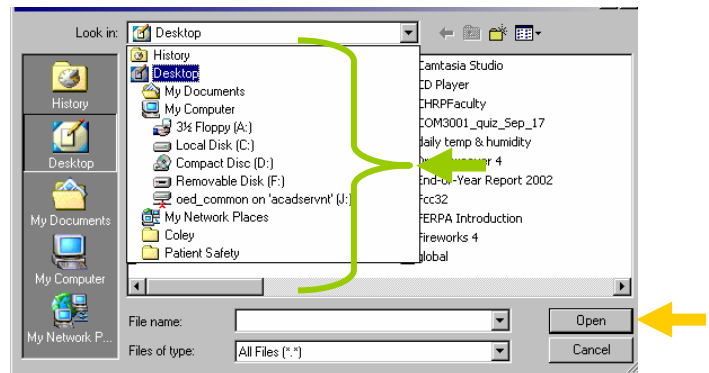 Look in: Desktop
History
Desktop
My Documents
My Computer
My Network P...
History
Desktop
My Documents
My Computer
3½ Floppy (A:)
Local Disk (C:)
Compact Disc (D:)
Removable Disk (F:)
oed_common on 'acadservnt' (J:)
My Network Places
Coley
Patient Safety
Camtasia Studio
CD Player
CHRPFaculty
COM3001_quiz_Sep_17
daily temp & humidity
4
End-of-Year Report 2002
Fcc32
FERPA Introduction
Fireworks 4
global
File name:
Open
Files of type: All Files (*.*)
Cancel